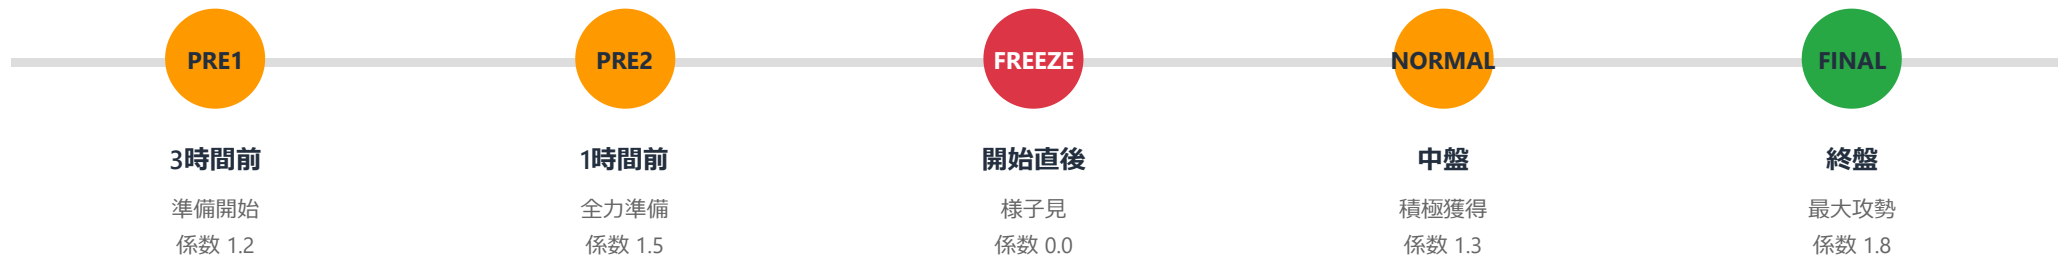 PRE1
3時間前
準備開始
係数 1.2
PRE2
1時間前
全力準備
係数 1.5
FREEZE
開始直後
様子見
係数 0.0
NORMAL
中盤
積極獲得
係数 1.3
FINAL
終盤
最大攻勢
係数 1.8